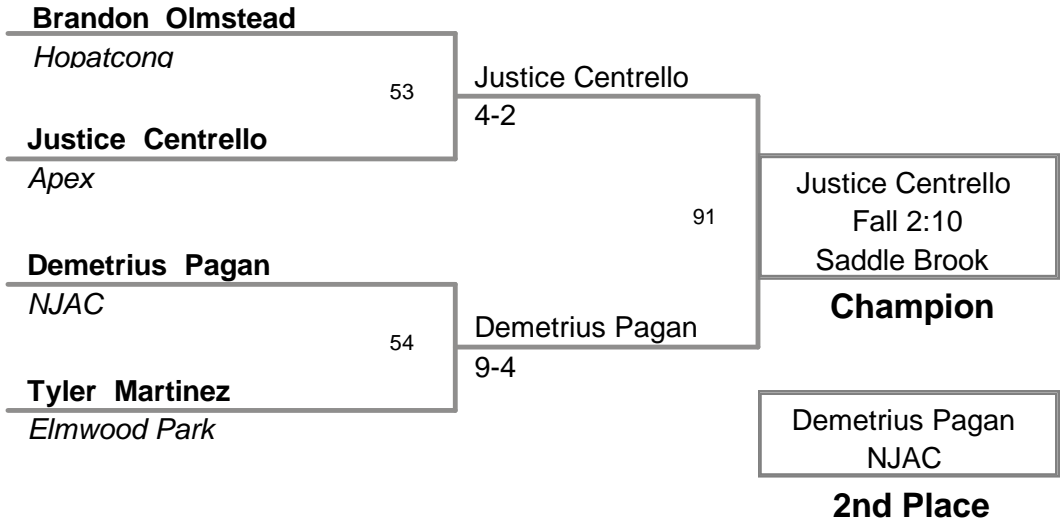 Brandon Olmstead
Hopatcong
53
Justice Centrello
4-2
Justice Centrello
Apex
91
Justice Centrello
Fall 2:10
Saddle Brook
Champion
Demetrius Pagan
NJAC
54
Demetrius Pagan
9-4
Tyler Martinez
Elmwood Park
Demetrius Pagan
NJAC
2nd Place